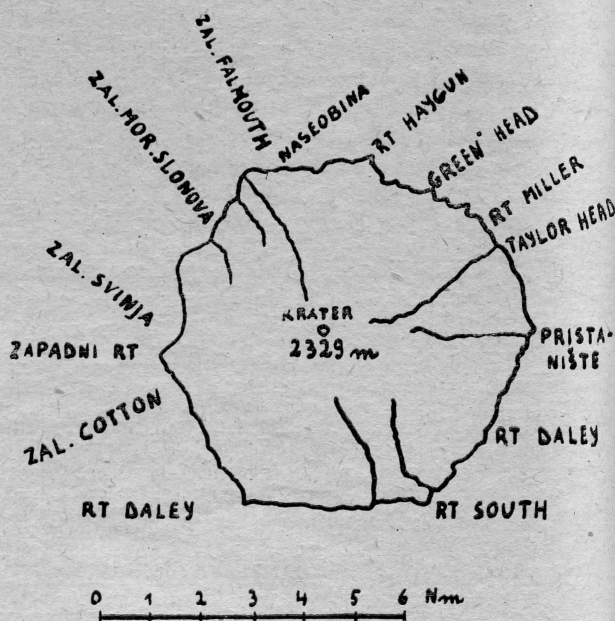 ZAL. FALMOUTH
NASEOBINA
ZAL. MOR. SLONOVA
RT HAYGUN
GREEN HEAD
RT MILLER
TAYLOR HEAD
ZAL. SVINJA
KRATER
2329 m
ZAPADNI RT
PRISTA-
NIŠTE
ZAL. COTTON
RT DALEY
RT DALEY
RT SOUTH
0 1 2 3 4 5 6 Nm